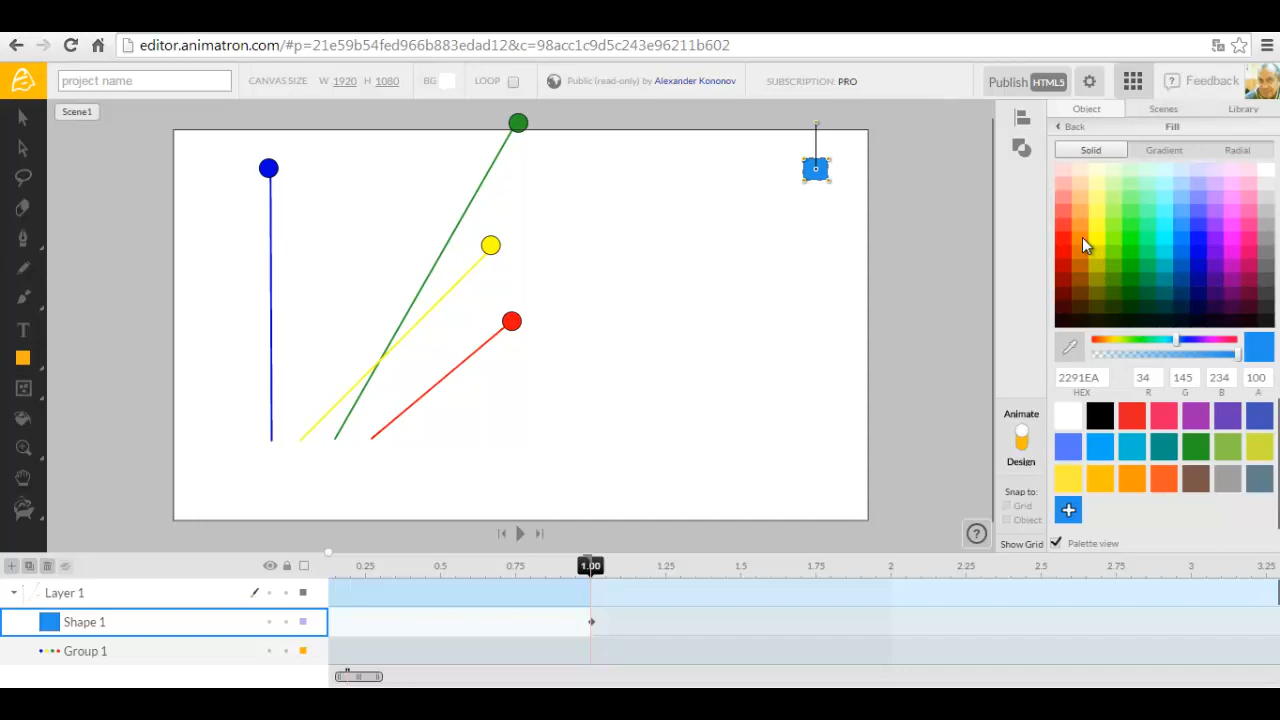 editor.animatron.com/#p=21e59b54fed966b883edad12&c=98acc1c9d5c243e96211b602
project name
CANVAS SIZE W 1920 H 1080 BG LOOP Public (read-only) by Alexander Kononov SUBSCRIPTION: PRO Publish HTML5 ? Feedback
Scene1
Object Scenes Library
Back Fill
Solid Gradient Radial
2291EA 34 145 234 100
HEX R G B A
Animate
Design
Snap to:
Grid
Object
Show Grid
Palette view
T
?
0.25 0.5 0.75 1.00 1.25 1.5 1.75 2 2.25 2.5 2.75 3 3.25
Layer 1
Shape 1
Group 1